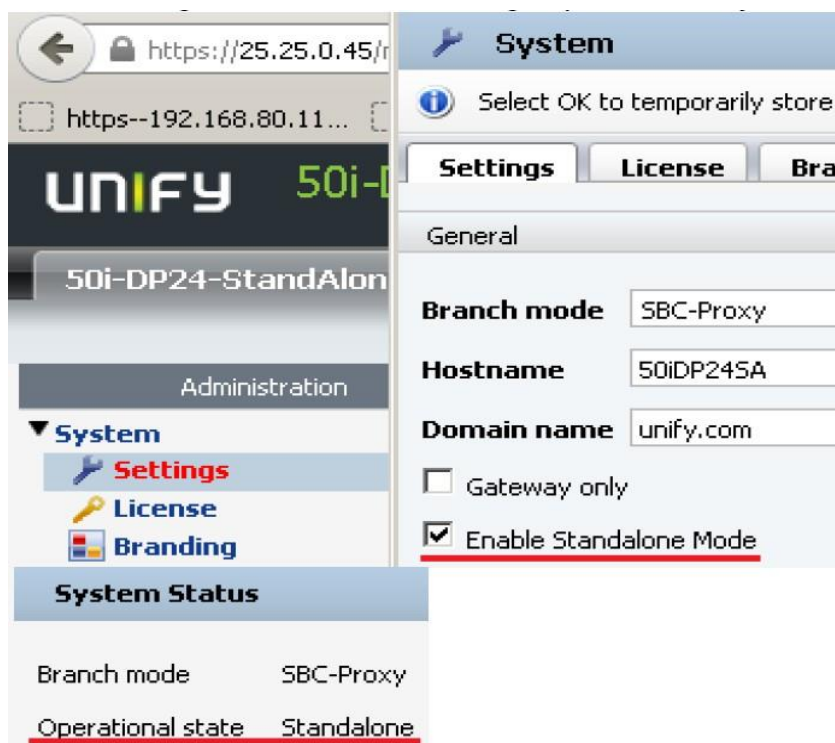 https://25.25.0.45/
https--192.168.80.11...
UNIFY 50i-
50i-DP24-StandAlon
Administration
System
Settings
License
Branding
System
Select OK to temporarily store
Settings License Bra
General
Branch mode SBC-Proxy
Hostname 50iDP24SA
Domain name unify.com
Gateway only
Enable Standalone Mode
System Status
Branch mode SBC-Proxy
Operational state Standalone